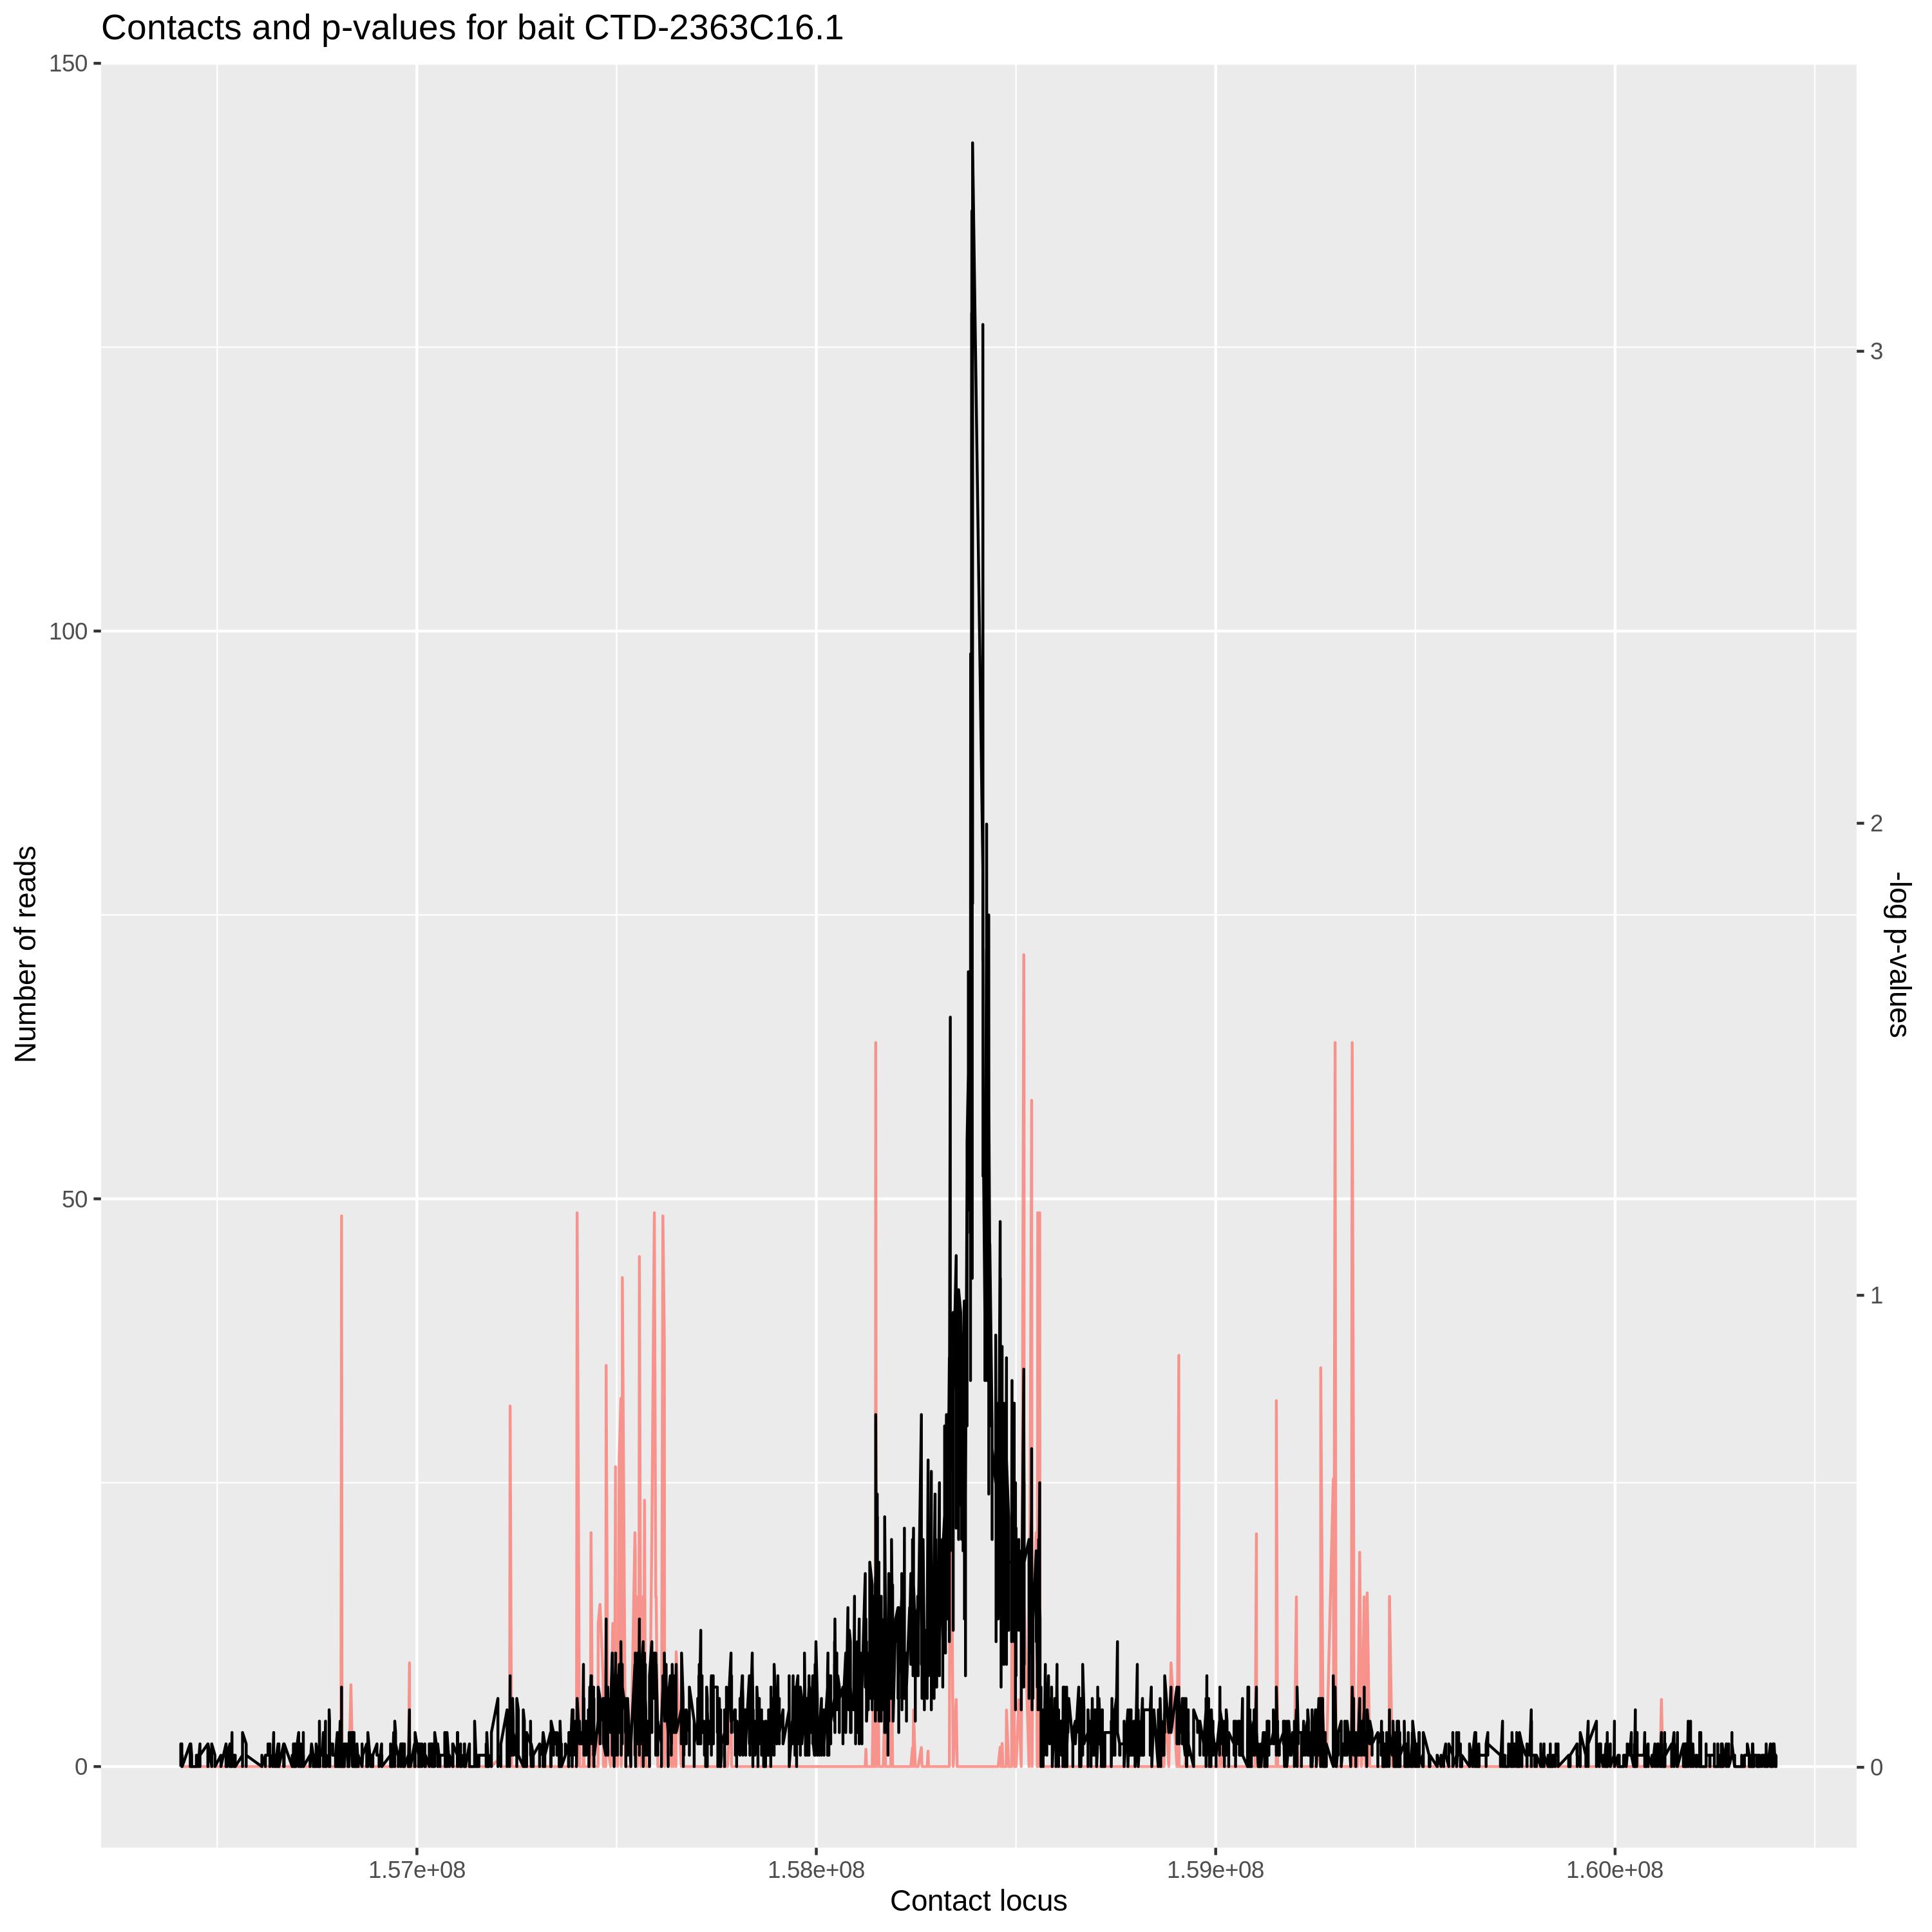 Contacts and p-values for bait CTD-2363C16.1
150
100
50
0
Number of reads
3
2
1
0
-log p-values
1.57e+08
1.58e+08
1.59e+08
1.60e+08
Contact locus